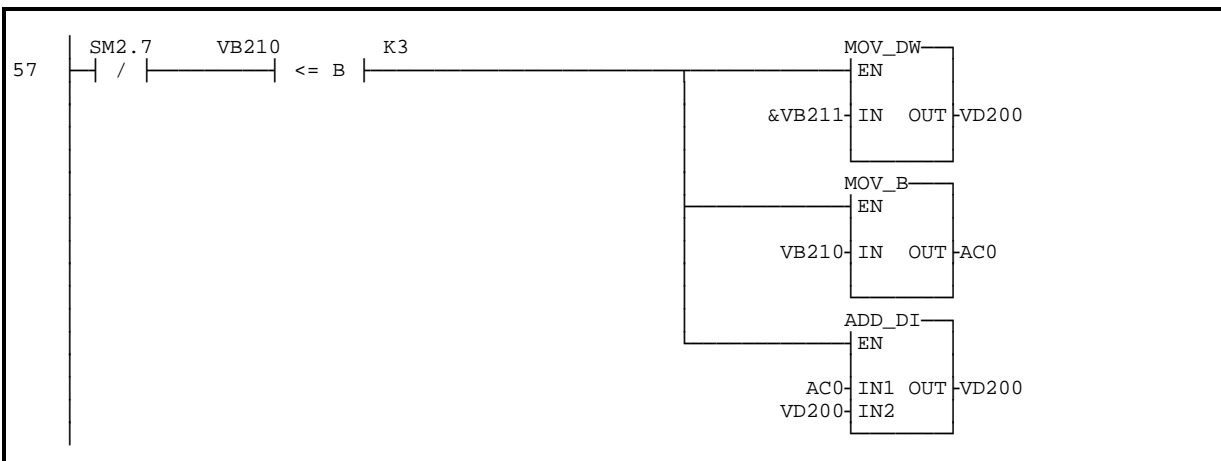 SM2.7 VB210 K3 MOV_DW
57 / <= B EN
&VB211 IN OUT VD200
MOV_B
EN
VB210 IN OUT AC0
ADD_DI
EN
AC0 IN1 OUT VD200
VD200 IN2